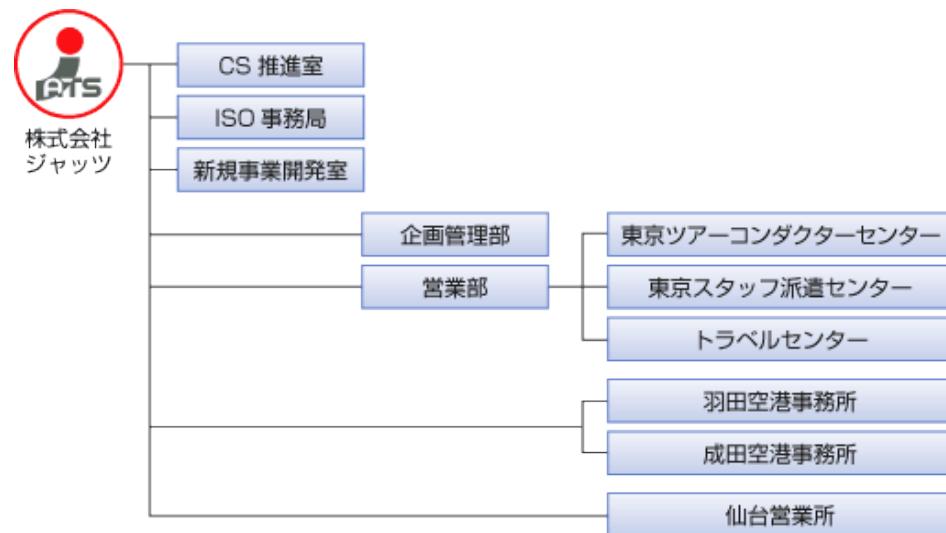 JATS
株式会社
ジャッツ
CS 推進室
ISO 事務局
新規事業開発室
企画管理部
営業部
東京ツアーコンダクターセンター
東京スタッフ派遣センター
トラベルセンター
羽田空港事務所
成田空港事務所
仙台営業所